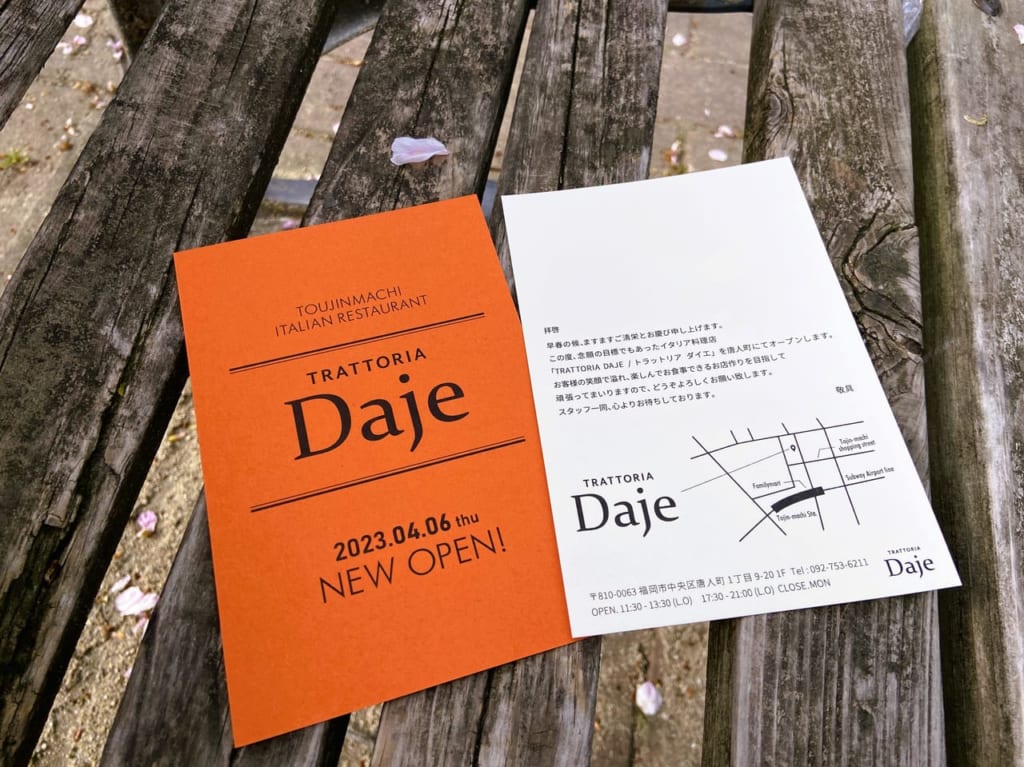 TOUJINMACHI
ITALIAN RESTAURANT
TRATTORIA
Daje
2023.04.06 thu
NEW OPEN!
拝啓
早春の候、ますますご清栄とお慶び申し上げます。
この度、念願の目標でもあったイタリア料理店
「TRATTORIA DAJE / トラットリア ダイエ」を唐人町にてオープンします。
お客様の笑顔で溢れ、楽しんでお食事できるお店作りを目指して
頑張ってまいりますので、どうぞよろしくお願い致します。
スタッフ一同、心よりお待ちしております。
敬具
TRATTORIA
Daje
Tojin-machi
shopping street
Familymart
Subway Airport line
Tojin-machi Sta.
〒810-0063 福岡市中央区唐人町 1丁目 9-20 1F Tel : 092-753-6211
OPEN. 11:30 - 13:30 (L.O) 17:30 - 21:00 (L.O) CLOSE.MON
TRATTORIA
Daje